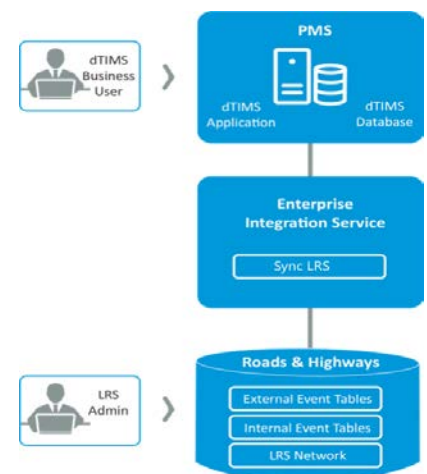 PMS
dTIMS
Business
User
dTIMS
Application
dTIMS
Database
Enterprise
Integration Service
Sync LRS
Roads & Highways
LRS
Admin
External Event Tables
Internal Event Tables
LRS Network